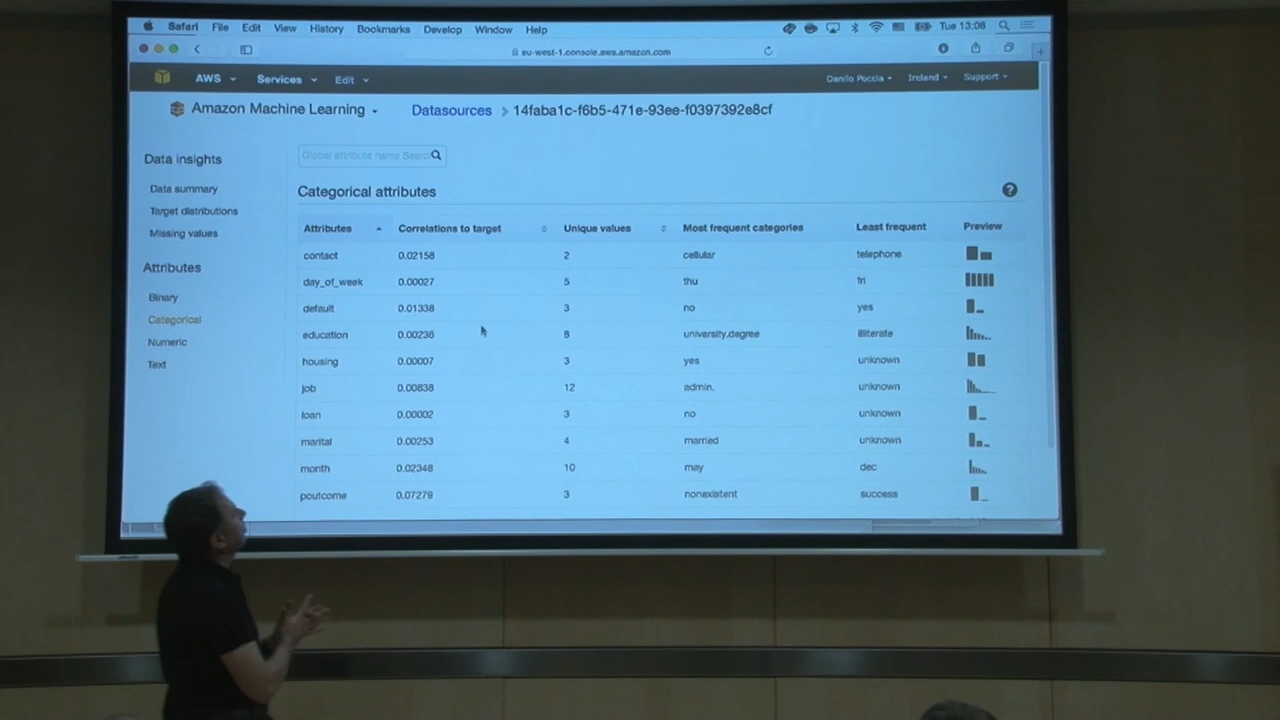 Safari File Edit View History Bookmarks Develop Window Help Tue 13:08
eu-west-1.console.aws.amazon.com
AWS Services Edit Danilo Poccia Ireland Support
Amazon Machine Learning Datasources > 14faba1c-f6b5-471e-93ee-f0397392e8cf
Data insights
Data summary
Target distributions
Missing values
Attributes
Binary
Categorical
Numeric
Text
Global attribute name Search
Categorical attributes ?
Attributes Correlations to target Unique values Most frequent categories Least frequent Preview
contact 0.02158 2 cellular telephone
day_of_week 0.00027 5 thu fri
default 0.01338 3 no yes
education 0.00236 8 university.degree illiterate
housing 0.00007 3 yes unknown
job 0.00838 12 admin. unknown
loan 0.00002 3 no unknown
marital 0.00253 4 married unknown
month 0.02348 10 may dec
poutcome 0.07279 3 nonexistent success